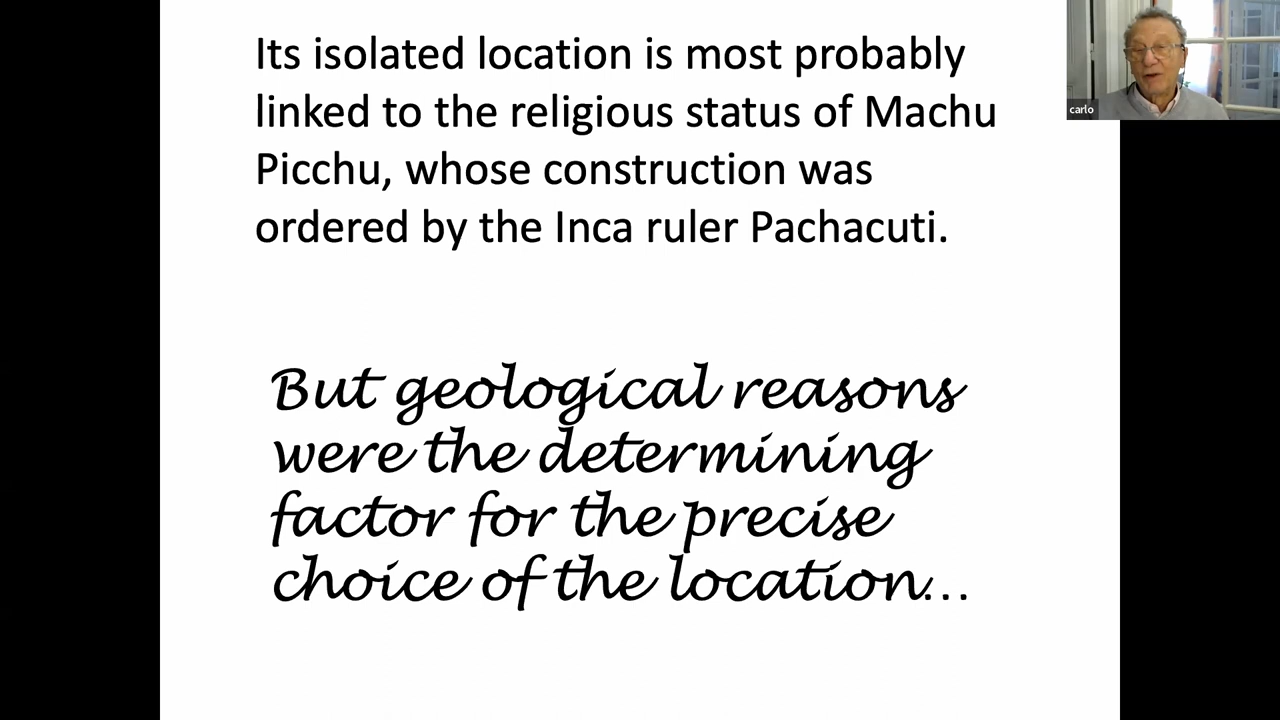 Its isolated location is most probably
linked to the religious status of Machu
Picchu, whose construction was
ordered by the Inca ruler Pachacuti.
But geological reasons
were the determining
factor for the precise
choice of the location...
carlo